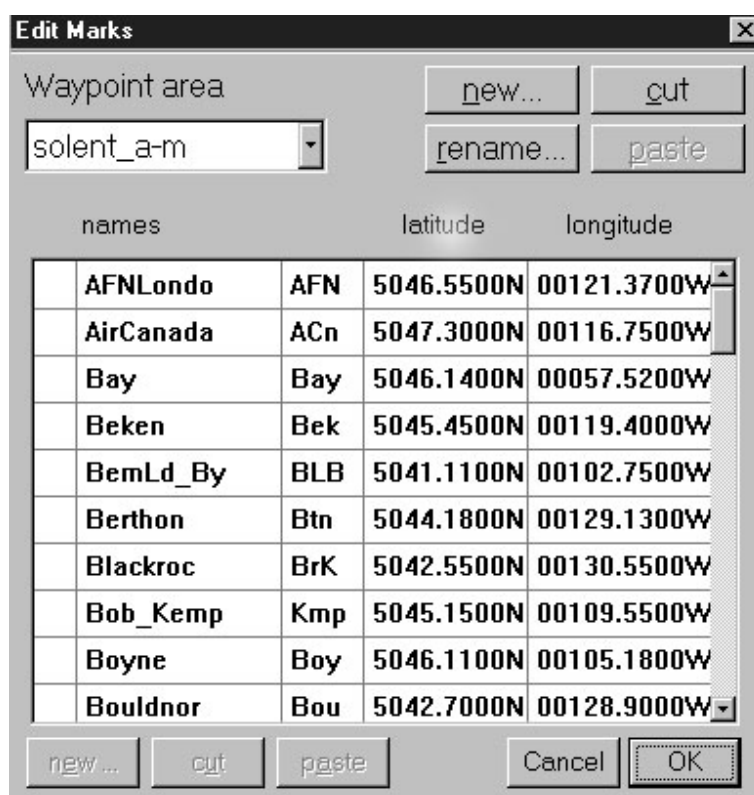 Edit Marks
Waypoint area
new... cut
solent_a-m
rename... paste
names latitude longitude
AFNLondo AFN 5046.5500N 00121.3700W
AirCanada ACn 5047.3000N 00116.7500W
Bay Bay 5046.1400N 00057.5200W
Beken Bek 5045.4500N 00119.4000W
BemLd_By BLB 5041.1100N 00102.7500W
Berthon Btn 5044.1800N 00129.1300W
Blackroc BrK 5042.5500N 00130.5500W
Bob_Kemp Kmp 5045.1500N 00109.5500W
Boyne Boy 5046.1100N 00105.1800W
Bouldnor Bou 5042.7000N 00128.9000W
new ... cut paste Cancel OK